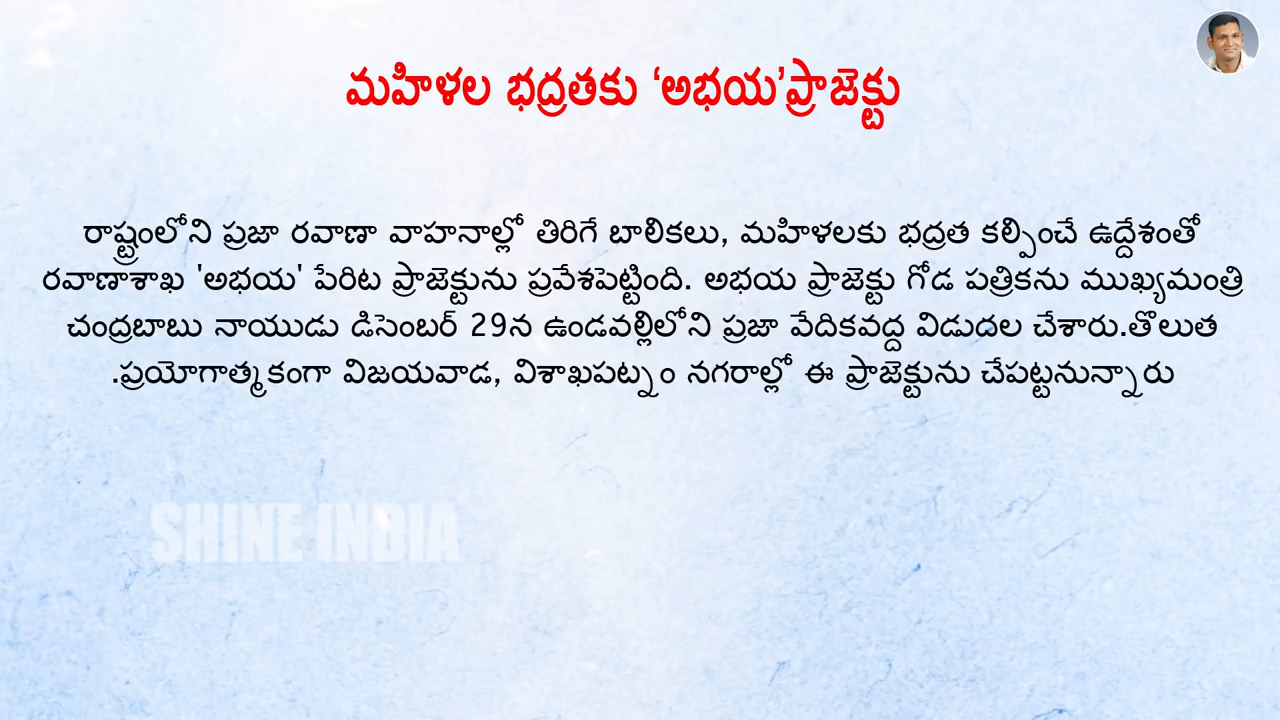 మహిళల భద్రతకు ‘అభయ’ప్రాజెక్టు
రాష్ట్రంలోని ప్రజా రవాణా వాహనాల్లో తిరిగే బాలికలు, మహిళలకు భద్రత కల్పించే ఉద్దేశంతో
రవాణాశాఖ 'అభయ' పేరిట ప్రాజెక్టును ప్రవేశపెట్టింది. అభయ ప్రాజెక్టు గోడ పత్రికను ముఖ్యమంత్రి
చంద్రబాబు నాయుడు డిసెంబర్ 29న ఉండవల్లిలోని ప్రజా వేదికవద్ద విడుదల చేశారు.తొలుత
.ప్రయోగాత్మకంగా విజయవాడ, విశాఖపట్నం నగరాల్లో ఈ ప్రాజెక్టును చేపట్టనున్నారు
SHINE INDIA